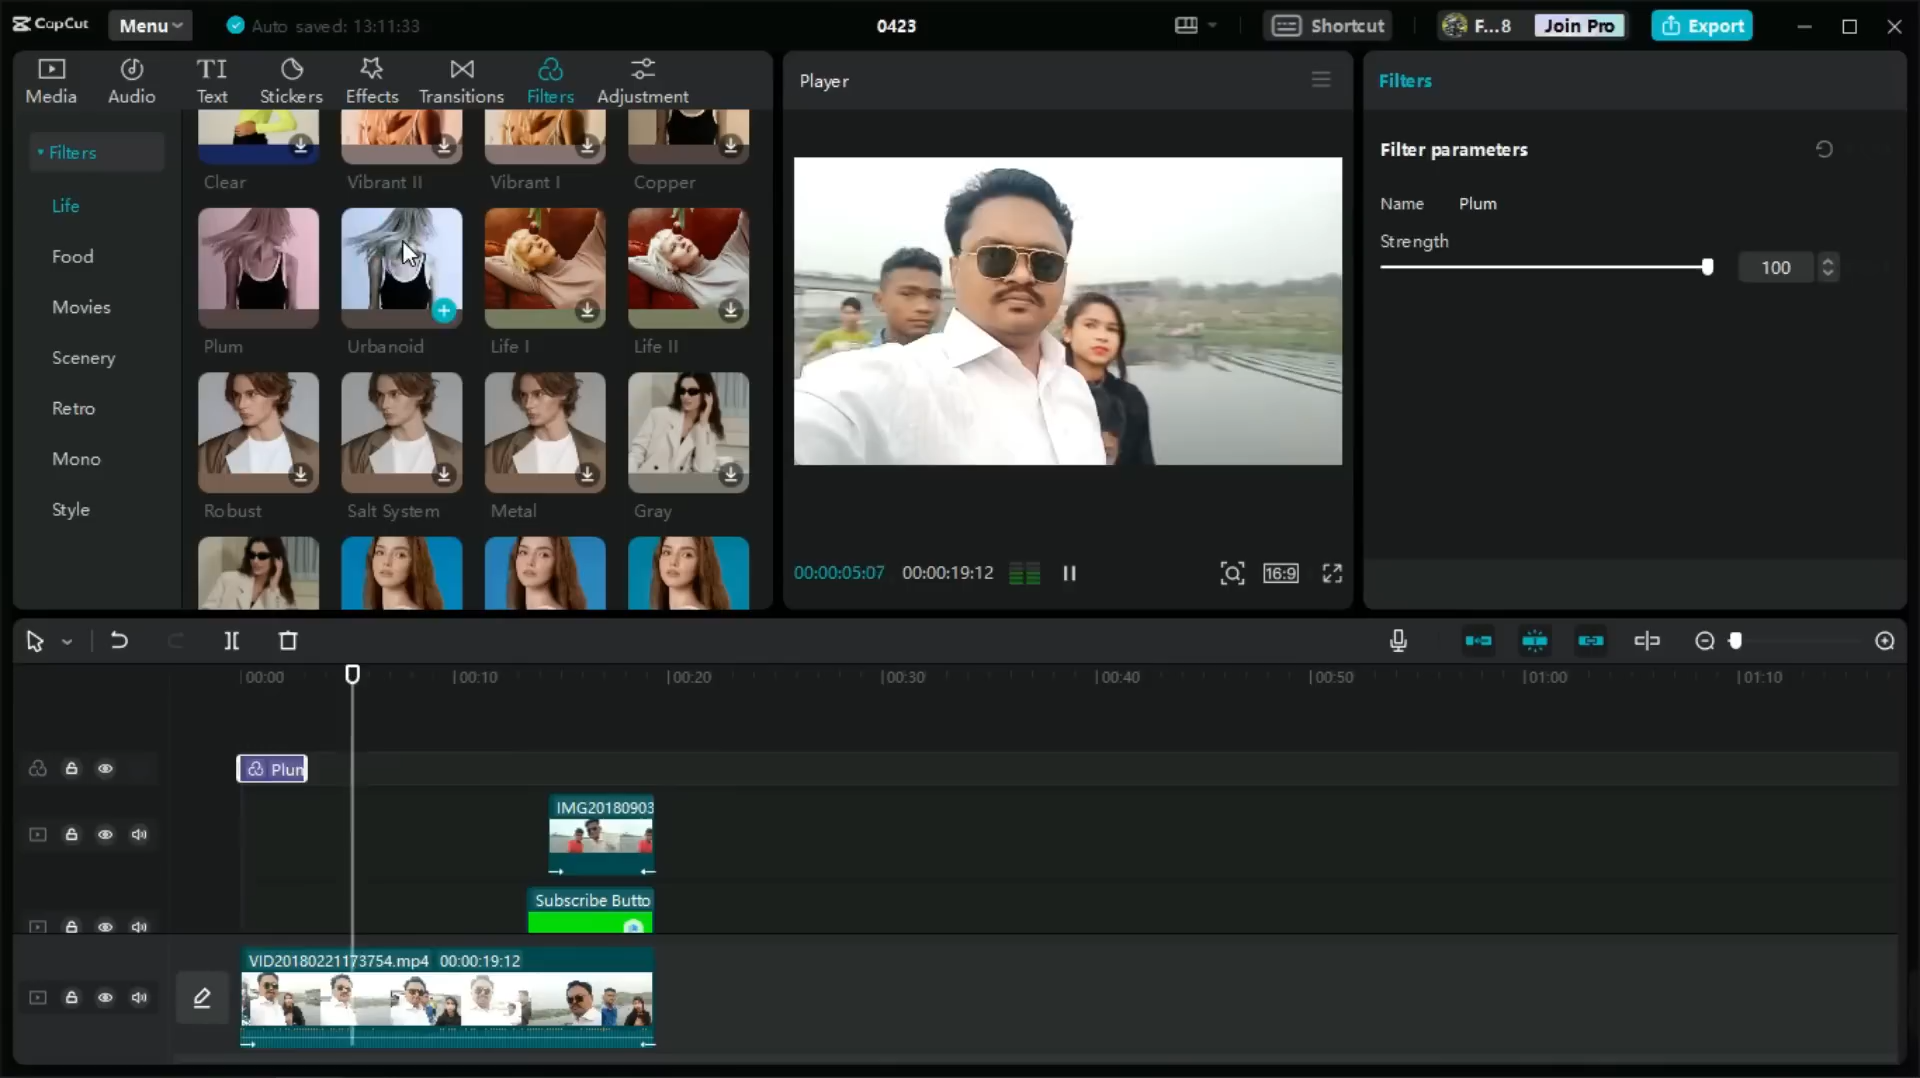 CapCut
Menu
Auto saved: 13:11:33
0423
Shortcut
F...8
Join Pro
Export
Media
Audio
TI
Text
Stickers
Effects
Transitions
Filters
Adjustment
Filters
Life
Food
Movies
Scenery
Retro
Mono
Style
Clear
Vibrant II
Vibrant I
Copper
Plum
Urbanoid
Life I
Life II
Robust
Salt System
Metal
Gray
Player
00:00:05:07
00:00:19:12
16:9
Filters
Filter parameters
Name Plum
Strength
100
00:00
00:10
00:20
00:30
00:40
00:50
01:00
01:10
Plum
IMG20180903
Subscribe Butto
VID20180221173754.mp4 00:00:19:12